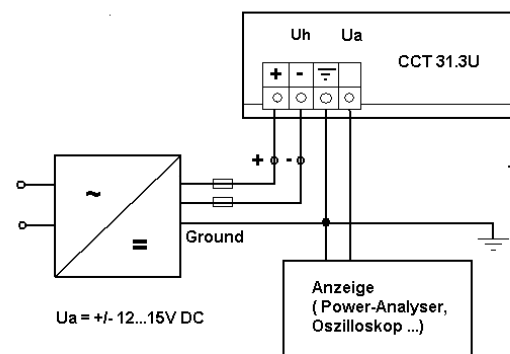 Uh Ua
CCT 31.3U
+ -
+ -
~
=
Ground
Ua = +/- 12...15V DC
Anzeige
( Power-Analyser,
Oszilloskop ...)